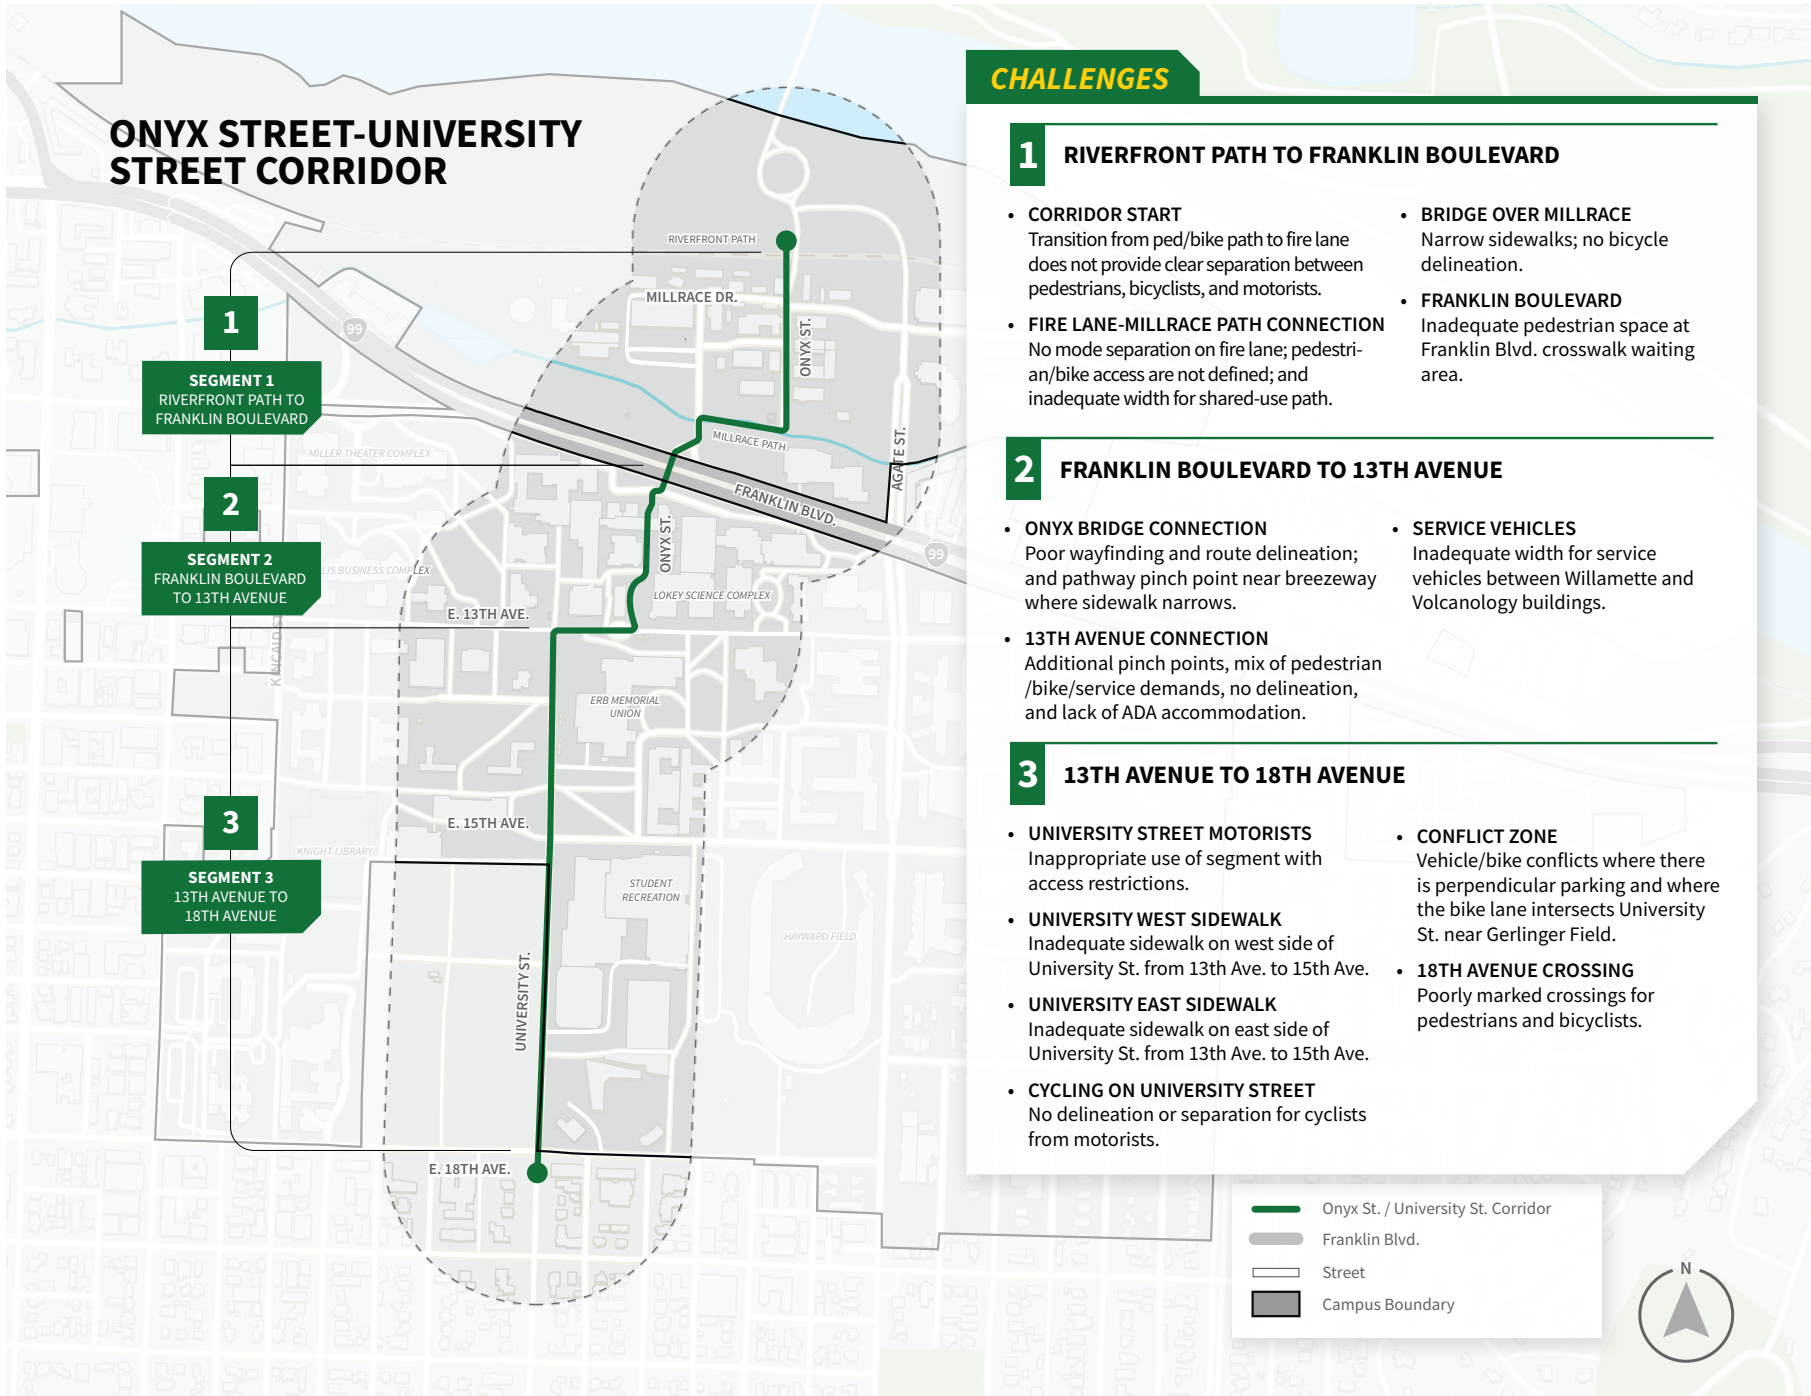 ONYX STREET-UNIVERSITY
STREET CORRIDOR
1
SEGMENT 1
RIVERFRONT PATH TO
FRANKLIN BOULEVARD
2
SEGMENT 2
FRANKLIN BOULEVARD
TO 13TH AVENUE
3
SEGMENT 3
13TH AVENUE TO
18TH AVENUE
RIVERFRONT PATH
MILLRACE DR.
ONYX ST.
99
MILLRACE PATH
AGATE ST.
MILLER THEATER COMPLEX
FRANKLIN BLVD.
ONYX ST.
99
LIS BUSINESS COMPLEX
LOKEY SCIENCE COMPLEX
E. 13TH AVE.
KINCAID ST
ERB MEMORIAL
UNION
E. 15TH AVE.
KNIGHT LIBRARY
STUDENT
RECREATION
HAYWARD FIELD
UNIVERSITY ST.
E. 18TH AVE.
CHALLENGES
1
RIVERFRONT PATH TO FRANKLIN BOULEVARD
• CORRIDOR START
Transition from ped/bike path to fire lane
does not provide clear separation between
pedestrians, bicyclists, and motorists.
• FIRE LANE-MILLRACE PATH CONNECTION
No mode separation on fire lane; pedestri-
an/bike access are not defined; and
inadequate width for shared-use path.
• BRIDGE OVER MILLRACE
Narrow sidewalks; no bicycle
delineation.
• FRANKLIN BOULEVARD
Inadequate pedestrian space at
Franklin Blvd. crosswalk waiting
area.
2
FRANKLIN BOULEVARD TO 13TH AVENUE
• ONYX BRIDGE CONNECTION
Poor wayfinding and route delineation;
and pathway pinch point near breezeway
where sidewalk narrows.
• 13TH AVENUE CONNECTION
Additional pinch points, mix of pedestrian
/bike/service demands, no delineation,
and lack of ADA accommodation.
• SERVICE VEHICLES
Inadequate width for service
vehicles between Willamette and
Volcanology buildings.
3
13TH AVENUE TO 18TH AVENUE
• UNIVERSITY STREET MOTORISTS
Inappropriate use of segment with
access restrictions.
• UNIVERSITY WEST SIDEWALK
Inadequate sidewalk on west side of
University St. from 13th Ave. to 15th Ave.
• UNIVERSITY EAST SIDEWALK
Inadequate sidewalk on east side of
University St. from 13th Ave. to 15th Ave.
• CYCLING ON UNIVERSITY STREET
No delineation or separation for cyclists
from motorists.
• CONFLICT ZONE
Vehicle/bike conflicts where there
is perpendicular parking and where
the bike lane intersects University
St. near Gerlinger Field.
• 18TH AVENUE CROSSING
Poorly marked crossings for
pedestrians and bicyclists.
Onyx St. / University St. Corridor
Franklin Blvd.
Street
Campus Boundary
N